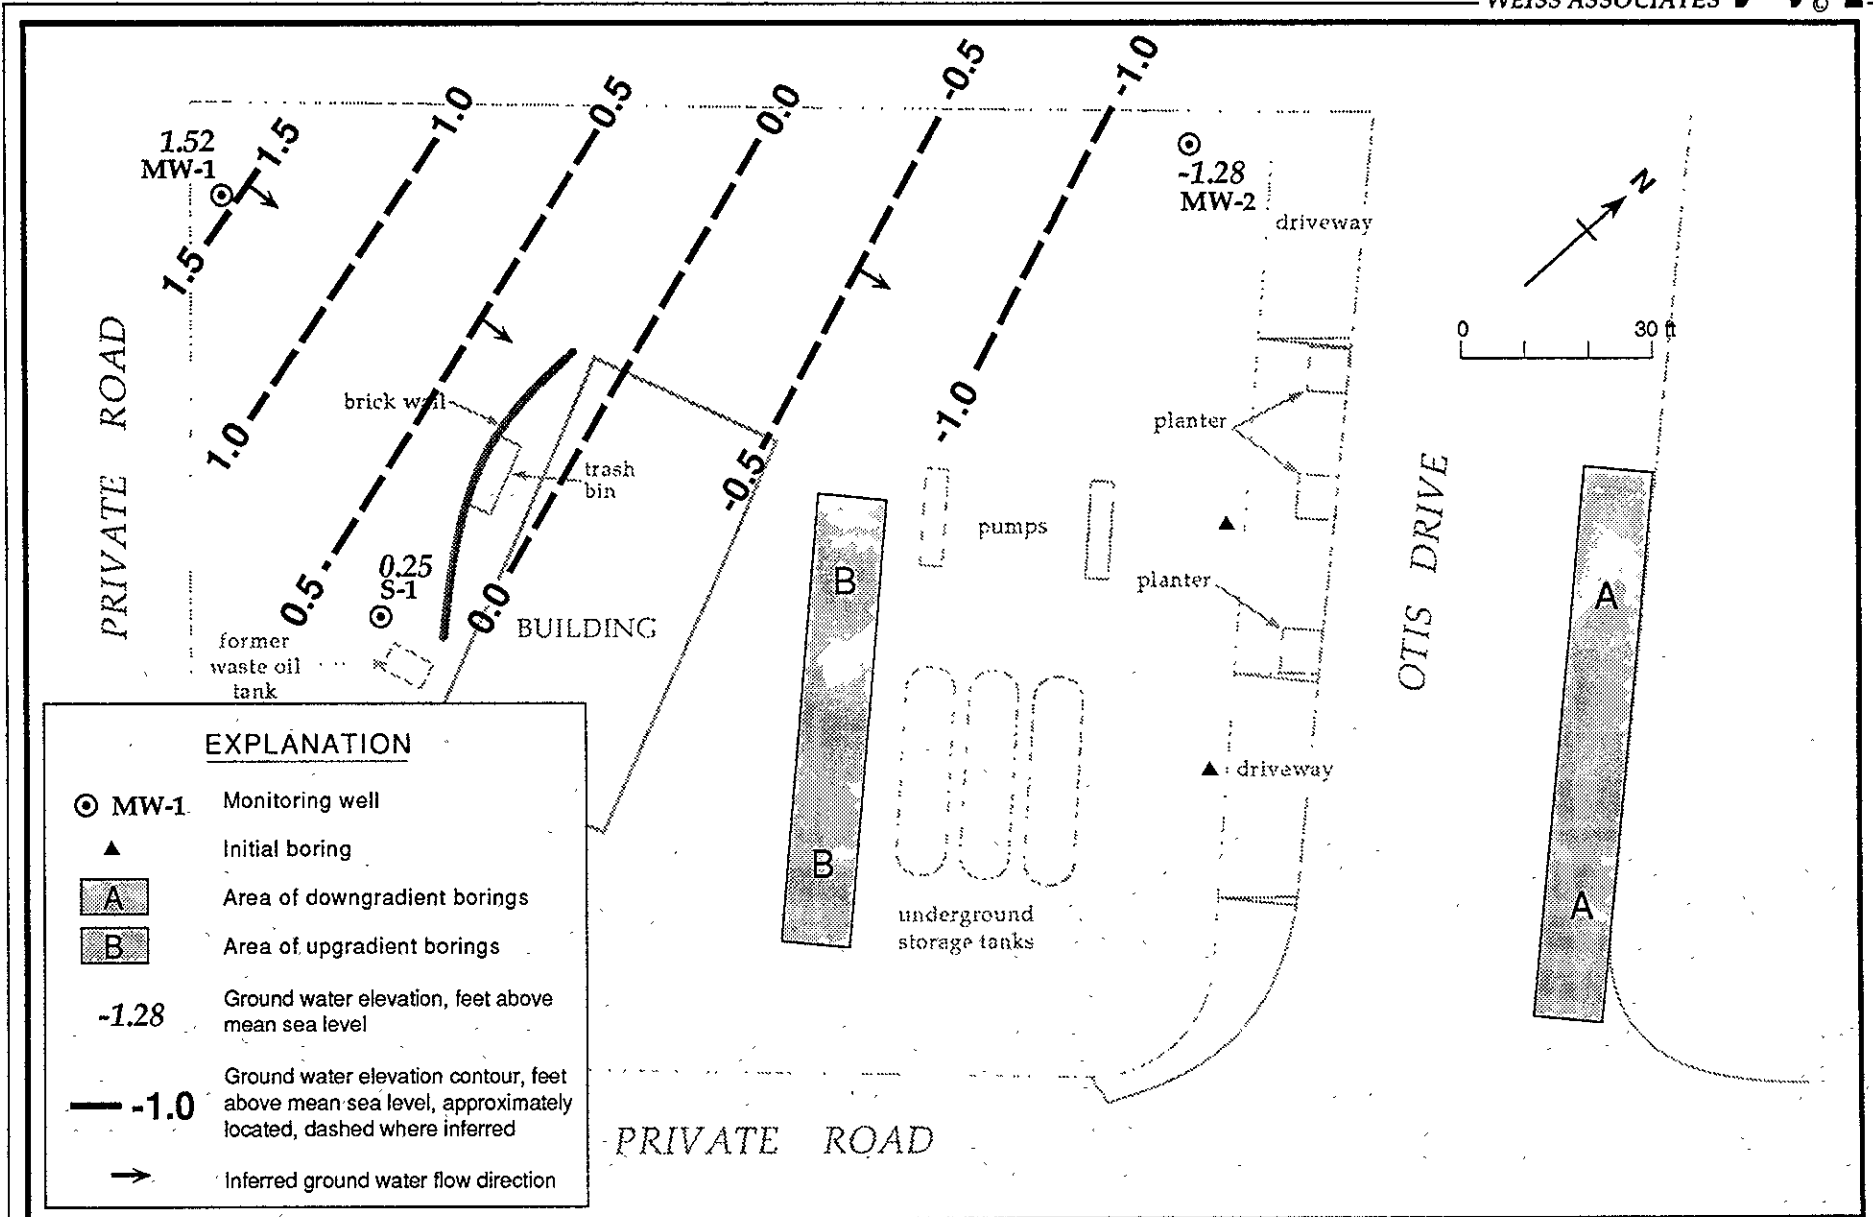 WEISS ASSOCIATES
©
-0.5
-1.0
1.0
0.5
0.0
1.5
1.52
MW-1
-1.28
MW-2
driveway
N
1.5
0
30 ft
PRIVATE ROAD
brick wall
-1.0
planter
1.0
trash
bin
-0.5
pumps
OTIS DRIVE
0.25
S-1
0.5
0.0
B
A
planter
BUILDING
former
waste oil
tank
EXPLANATION
MW-1
Monitoring well
Initial boring
A
Area of downgradient borings
B
Area of upgradient borings
-1.28
Ground water elevation, feet above
mean sea level
-1.0
Ground water elevation contour, feet
above mean sea level, approximately
located, dashed where inferred
Inferred ground water flow direction
driveway
B
A
underground
storage tanks
PRIVATE ROAD